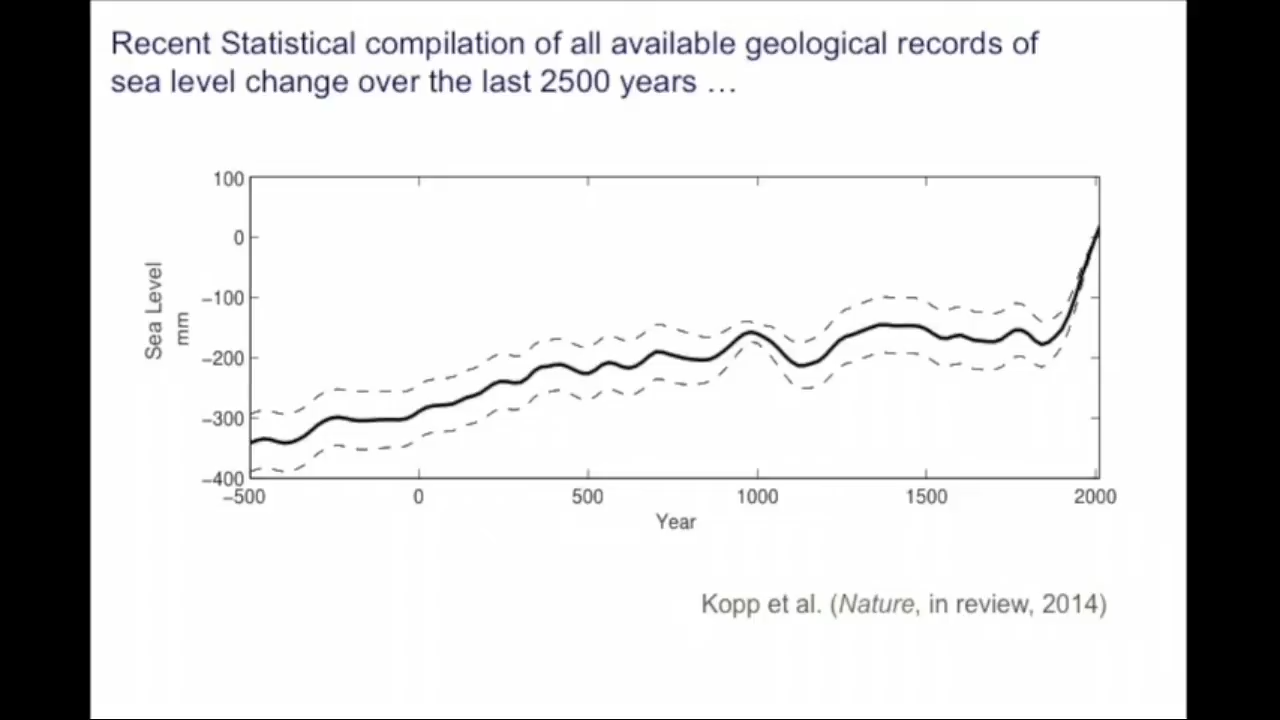 Recent Statistical compilation of all available geological records of
sea level change over the last 2500 years …
100
0
−100
−200
−300
−400
Sea Level
mm
−500
0
500
1000
1500
2000
Year
Kopp et al. (Nature, in review, 2014)